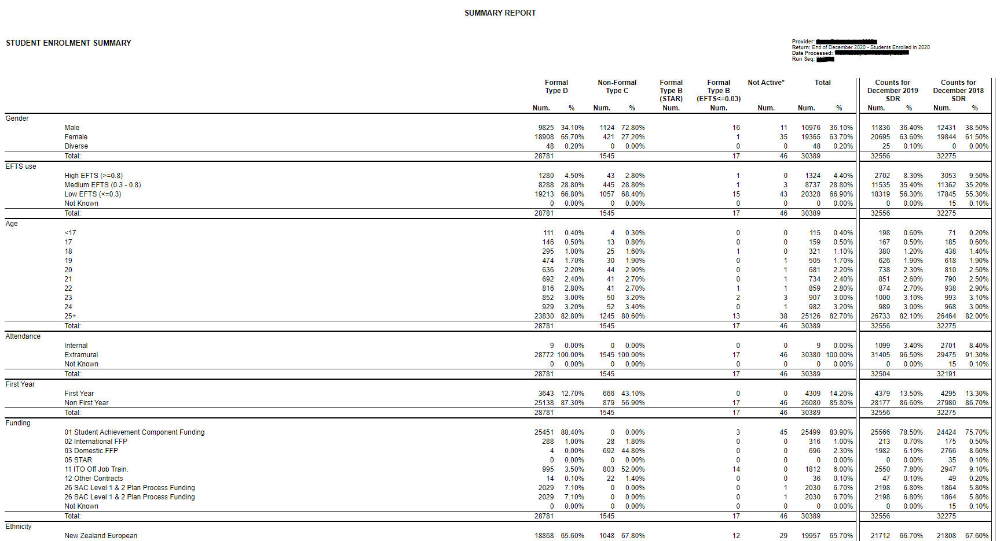 SUMMARY REPORT
STUDENT ENROLMENT SUMMARY
Provider:
Return: End of December 2020 - Students Enrolled in 2020
Date Processed:
Run Seq:
Formal Non-Formal Formal Formal Not Active* Total Counts for Counts for
Type D Type C Type B Type B December 2019 December 2018
(STAR) (EFTS<=0.03) SDR SDR
Num. % Num. % Num. Num. Num. Num. % Num. % Num. %
Gender
Male 9825 34.10% 1124 72.80% 16 11 10976 36.10% 11836 36.40% 12431 38.50%
Female 18908 65.70% 421 27.20% 1 35 19365 63.70% 20695 63.60% 19844 61.50%
Diverse 48 0.20% 0 0.00% 0 0 48 0.20% 25 0.10% 0 0.00%
Total: 28781 1545 17 46 30389 32556 32275
EFTS use
High EFTS (>=0.8) 1280 4.50% 43 2.80% 1 0 1324 4.40% 2702 8.30% 3053 9.50%
Medium EFTS (0.3 - 0.8) 8288 28.80% 445 28.80% 1 3 8737 28.80% 11535 35.40% 11362 35.20%
Low EFTS (<=0.3) 19213 66.80% 1057 68.40% 15 43 20328 66.90% 18319 56.30% 17845 55.30%
Not Known 0 0.00% 0 0.00% 0 0 0 0.00% 0 0.00% 15 0.10%
Total: 28781 1545 17 46 30389 32556 32275
Age
<17 111 0.40% 4 0.30% 0 0 115 0.40% 198 0.60% 71 0.20%
17 146 0.50% 13 0.80% 0 0 159 0.50% 167 0.50% 185 0.60%
18 295 1.00% 25 1.60% 1 0 321 1.10% 380 1.20% 438 1.40%
19 474 1.70% 30 1.90% 0 1 505 1.70% 626 1.90% 618 1.90%
20 636 2.20% 44 2.90% 0 1 681 2.20% 738 2.30% 810 2.50%
21 692 2.40% 41 2.70% 0 1 734 2.40% 851 2.60% 790 2.50%
22 816 2.80% 41 2.70% 1 1 859 2.80% 874 2.70% 938 2.90%
23 852 3.00% 50 3.20% 2 3 907 3.00% 1000 3.10% 993 3.10%
24 929 3.20% 52 3.40% 0 1 982 3.20% 989 3.00% 968 3.00%
25+ 23830 82.80% 1245 80.60% 13 38 25126 82.70% 26733 82.10% 26464 82.00%
Total: 28781 1545 17 46 30389 32556 32275
Attendance
Internal 9 0.00% 0 0.00% 0 0 9 0.00% 1099 3.40% 2701 8.40%
Extramural 28772 100.00% 1545 100.00% 17 46 30380 100.00% 31405 96.50% 29475 91.30%
Not Known 0 0.00% 0 0.00% 0 0 0 0.00% 0 0.00% 15 0.10%
Total: 28781 1545 17 46 30389 32504 32191
First Year
First Year 3643 12.70% 666 43.10% 0 0 4309 14.20% 4379 13.50% 4295 13.30%
Non First Year 25138 87.30% 879 56.90% 17 46 26080 85.80% 28177 86.60% 27980 86.70%
Total: 28781 1545 17 46 30389 32556 32275
Funding
01 Student Achievement Component Funding 25451 88.40% 0 0.00% 3 45 25499 83.90% 25566 78.50% 24424 75.70%
02 International FFP 288 1.00% 28 1.80% 0 0 316 1.00% 213 0.70% 175 0.50%
03 Domestic FFP 4 0.00% 692 44.80% 0 0 696 2.30% 1982 6.10% 2766 8.60%
05 STAR 0 0.00% 0 0.00% 0 0 0 0.00% 0 0.00% 35 0.10%
11 ITO Off Job Train. 995 3.50% 803 52.00% 14 0 1812 6.00% 2550 7.80% 2947 9.10%
12 Other Contracts 14 0.10% 22 1.40% 0 0 36 0.10% 47 0.10% 49 0.20%
26 SAC Level 1 & 2 Plan Process Funding 2029 7.10% 0 0.00% 0 1 2030 6.70% 2198 6.80% 1864 5.80%
26 SAC Level 1 & 2 Plan Process Funding 2029 7.10% 0 0.00% 0 1 2030 6.70% 2198 6.80% 1864 5.80%
Not Known 0 0.00% 0 0.00% 0 0 0 0.00% 0 0.00% 15 0.10%
Total: 28781 1545 17 46 30389 32556 32275
Ethnicity
New Zealand European 18868 65.60% 1048 67.80% 12 29 19957 65.70% 21712 66.70% 21808 67.60%